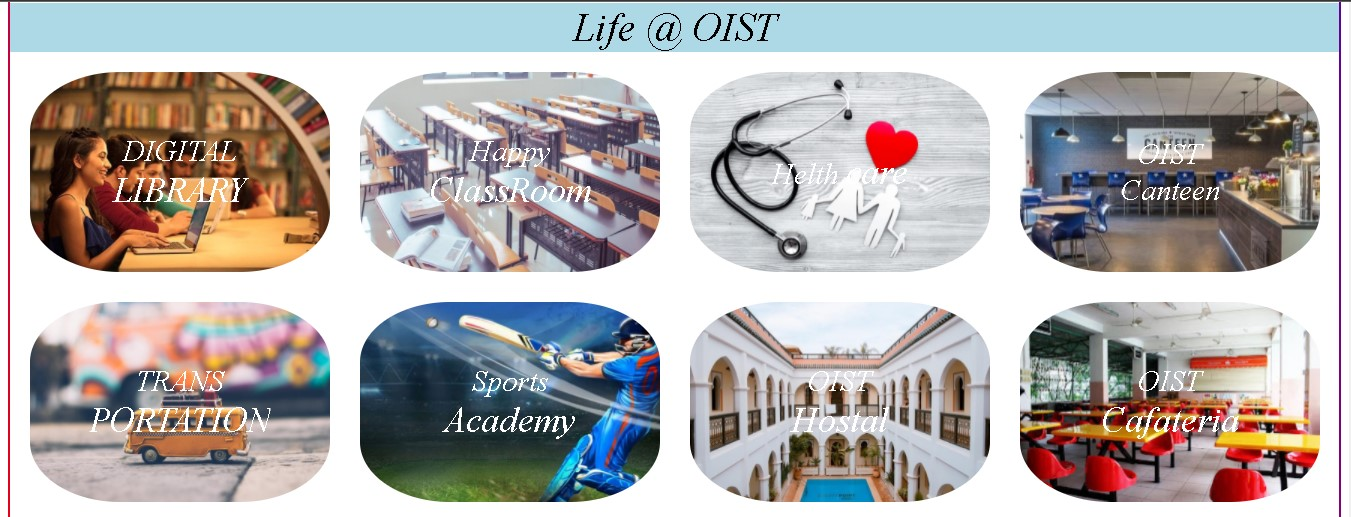 Life @ OIST
DIGITAL
LIBRARY
Happy
ClassRoom
Helth care
OIST
Canteen
TRANS
PORTATION
Sports
Academy
OIST
Hostal
OIST
Cafateria